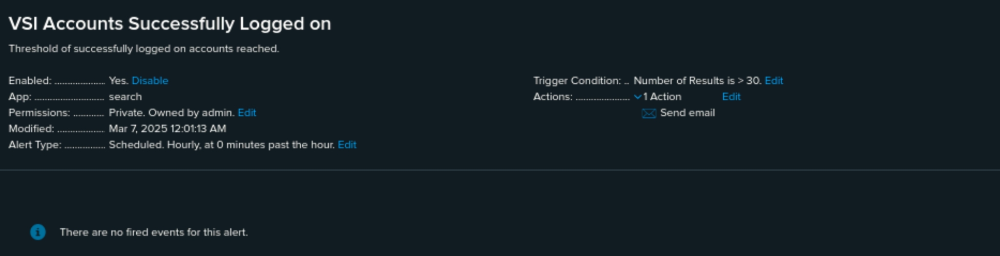 VSI Accounts Successfully Logged on
Threshold of successfully logged on accounts reached.
Enabled: ..................... Yes. Disable
App: ............................. search
Permissions: ............. Private. Owned by admin. Edit
Modified: .................... Mar 7, 2025 12:01:13 AM
Alert Type: ................. Scheduled. Hourly, at 0 minutes past the hour. Edit
Trigger Condition: .. Number of Results is > 30. Edit
Actions: ....................... 1 Action Edit
Send email
There are no fired events for this alert.